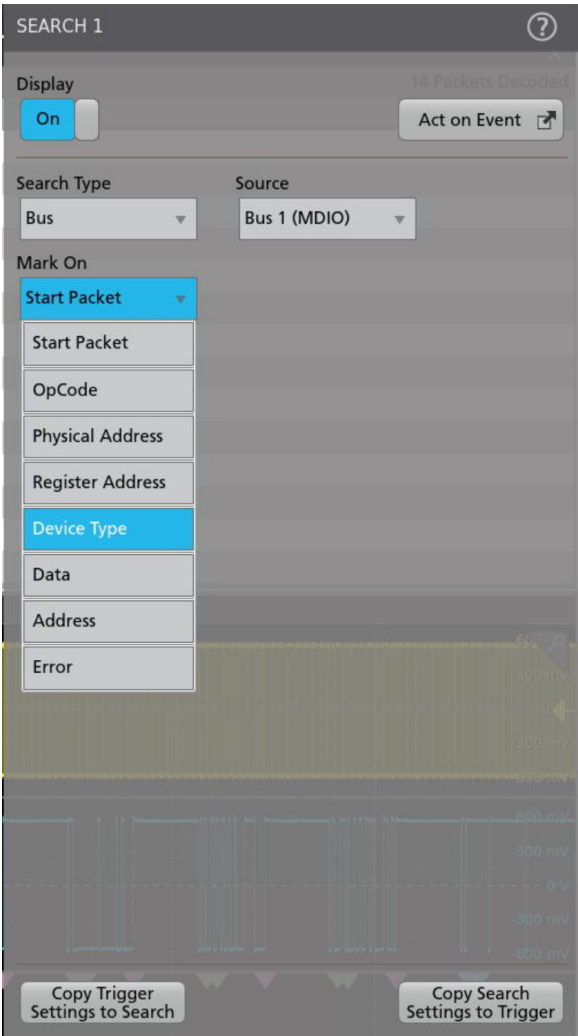 SEARCH 1
?
Display
14 Packets Decoded
On
Act on Event
Search Type
Source
Bus
Bus 1 (MDIO)
Mark On
Start Packet
Start Packet
OpCode
Physical Address
Register Address
Device Type
Data
Address
Error
300 mV
-300 mV
600 mV
300 mV
0 V
-300 mV
-600 mV
Copy Trigger
Settings to Search
Copy Search
Settings to Trigger